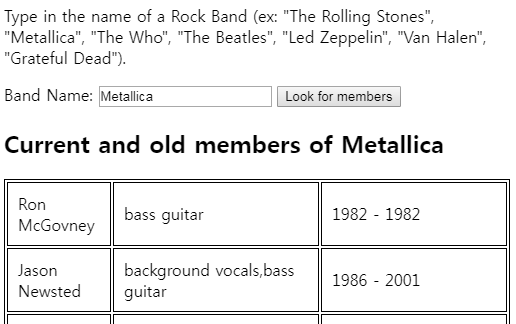 Type in the name of a Rock Band (ex: "The Rolling Stones",
"Metallica", "The Who", "The Beatles", "Led Zeppelin", "Van Halen",
"Grateful Dead").
Band Name: Metallica Look for members
Current and old members of Metallica
Ron
McGovney
bass guitar
1982 - 1982
Jason
Newsted
background vocals,bass
guitar
1986 - 2001